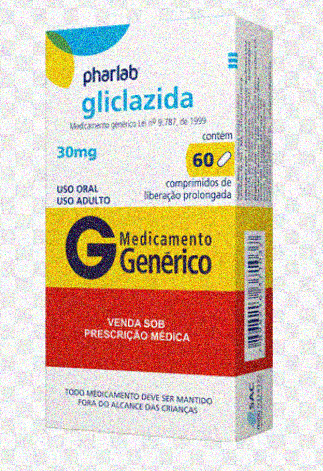 pharlab
gliclazida
Medicamento genérico Lei nº 9.787, de 1999
30mg
contém
60
comprimidos de
liberação prolongada
USO ORAL
USO ADULTO
G Medicamento
Genérico
VENDA SOB
PRESCRIÇÃO MÉDICA
TODO MEDICAMENTO DEVE SER MANTIDO
FORA DO ALCANCE DAS CRIANÇAS
SAC